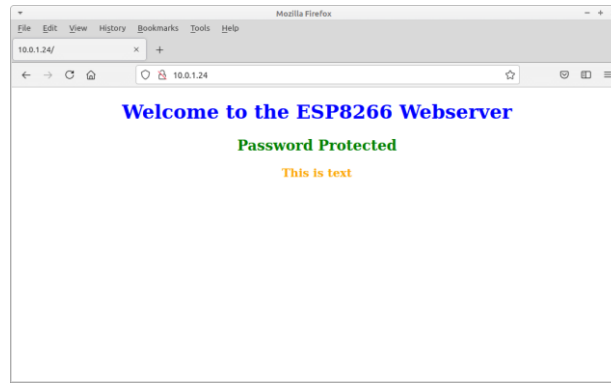 Mozilla Firefox
File Edit View History Bookmarks Tools Help
10.0.1.24/
10.0.1.24
Welcome to the ESP8266 Webserver
Password Protected
This is text